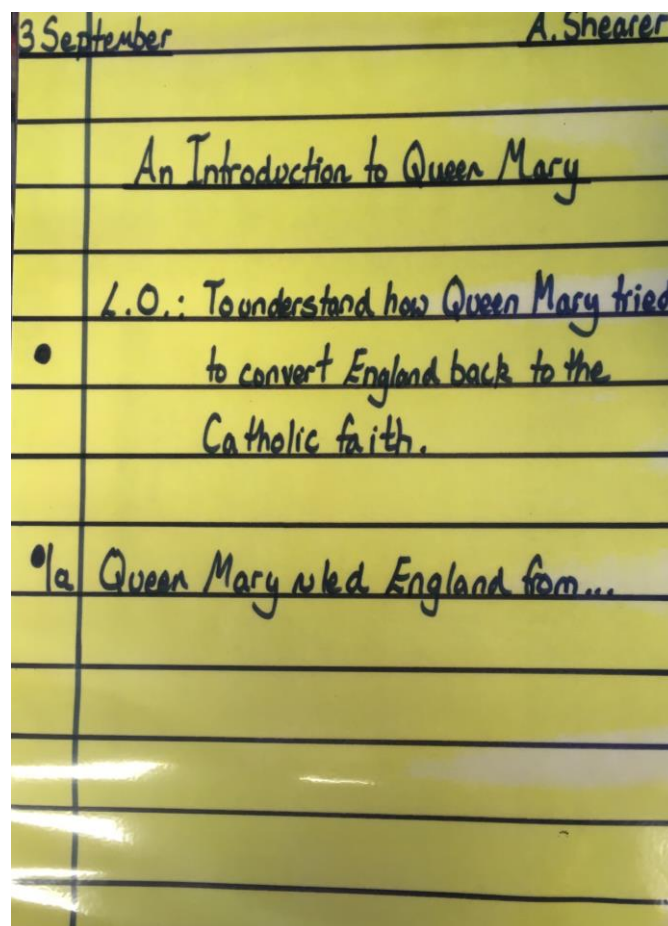 3 September A. Shearer
An Introduction to Queen Mary
L.O.: To understand how Queen Mary tried
to convert England back to the
Catholic faith.
1a Queen Mary ruled England from...